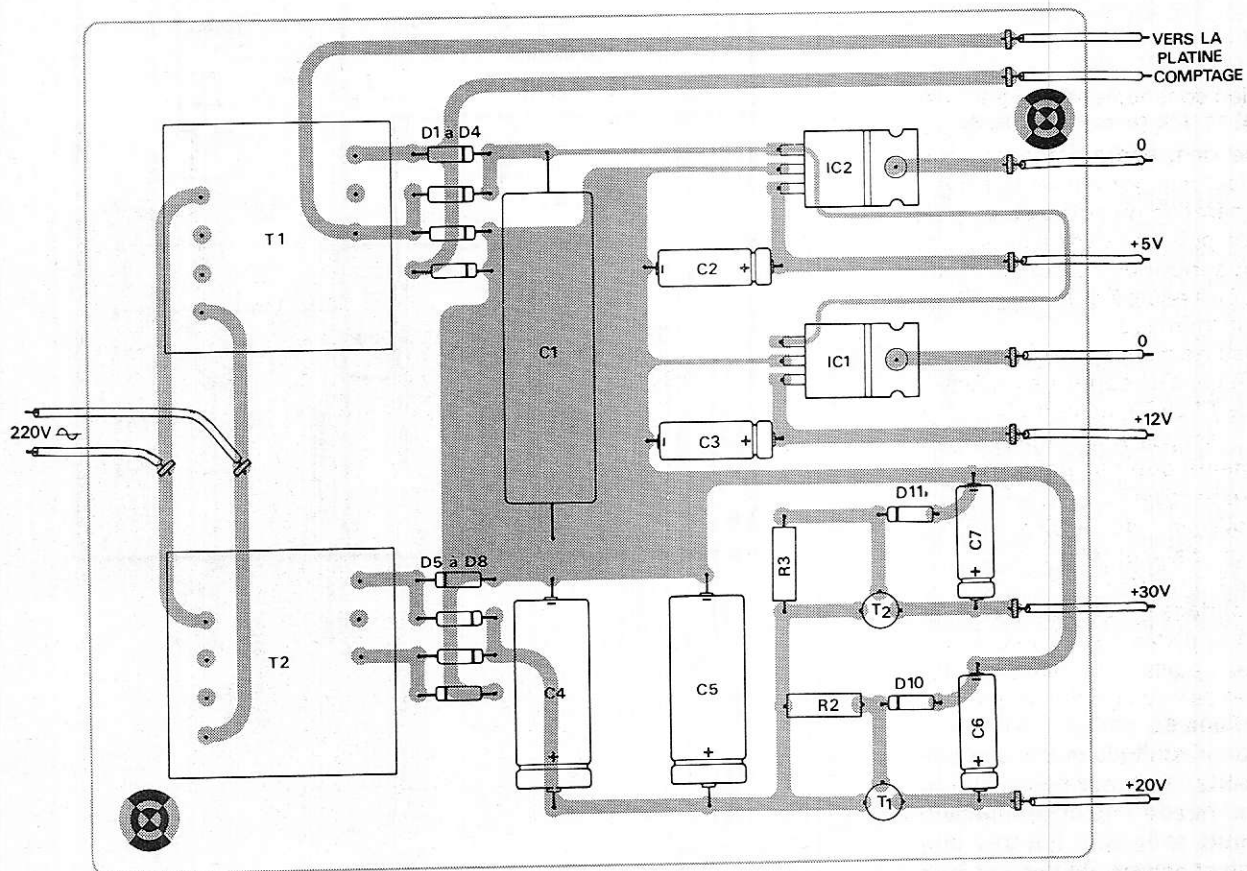 VERS LA
PLATINE
COMPTAGE
D1 a D4
0
IC2
T1
+5V
C2
- +
0
C1
IC1
+12V
220V
C3
- +
D11
C7
D5 à D8
R3
+
+30V
T2
T2
C4
C5
D10
R2
C6
+
+
+
+20V
T1